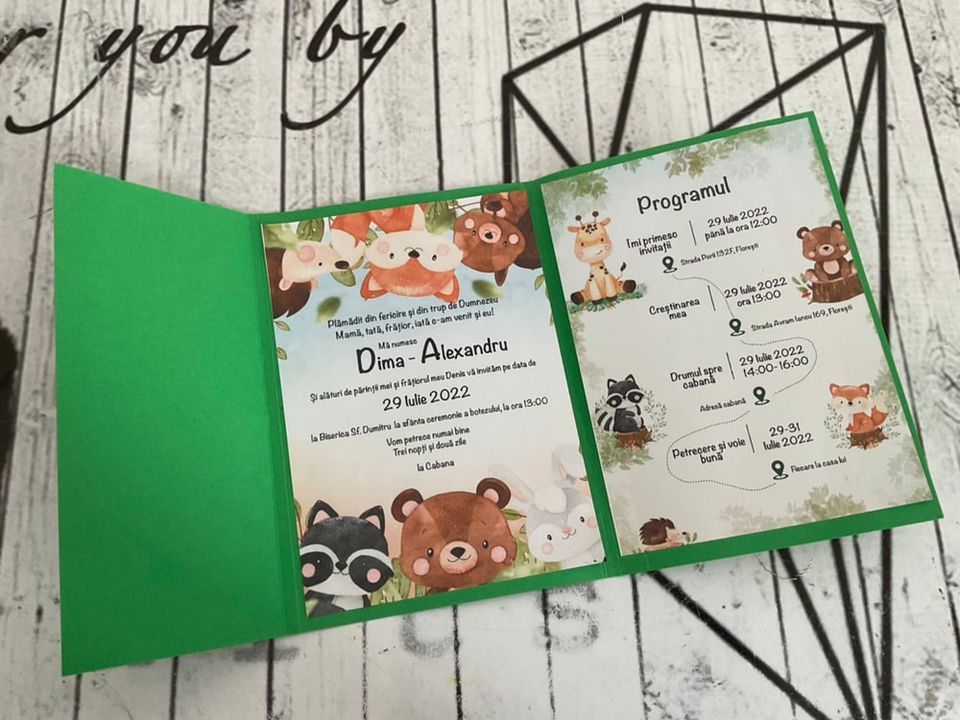 r you by
Plămădit din fericire și din trup de Dumnezeu
Mamă, tată, frățior, iată c-am venit și eu!
Mă numesc
Dima - Alexandru
Și alături de părinții mei și frățiorul meu Denis vă invităm pe data de
29 Iulie 2022
la Biserica Sf. Dumitru la sfânta ceremonie a botezului, la ora 13:00
Vom petrece numai bine
Trei nopți și două zile
la Cabana
Programul
Îmi primesc
invitații
29 Iulie 2022
până la ora 12:00
Strada Porii 132F, Florești
Creștinarea
mea
29 Iulie 2022
ora 13:00
Strada Avram Iancu 169, Florești
Drumul spre
cabană
29 Iulie 2022
14:00-16:00
Adresă cabană
Petrecere și voie
bună
29-31
Iulie 2022
Fiecare la casa lui